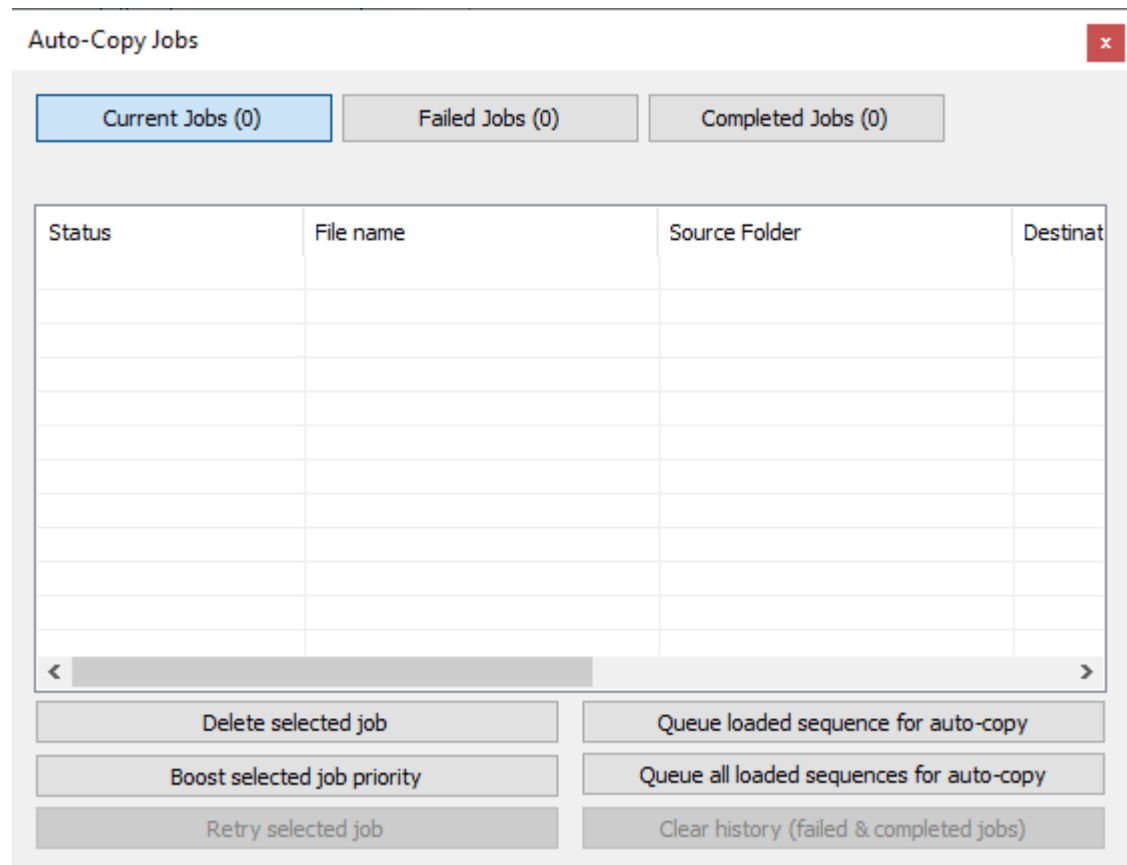 Auto-Copy Jobs
x
Current Jobs (0) Failed Jobs (0) Completed Jobs (0)
Status File name Source Folder Destinat
Delete selected job Queue loaded sequence for auto-copy
Boost selected job priority Queue all loaded sequences for auto-copy
Retry selected job Clear history (failed & completed jobs)